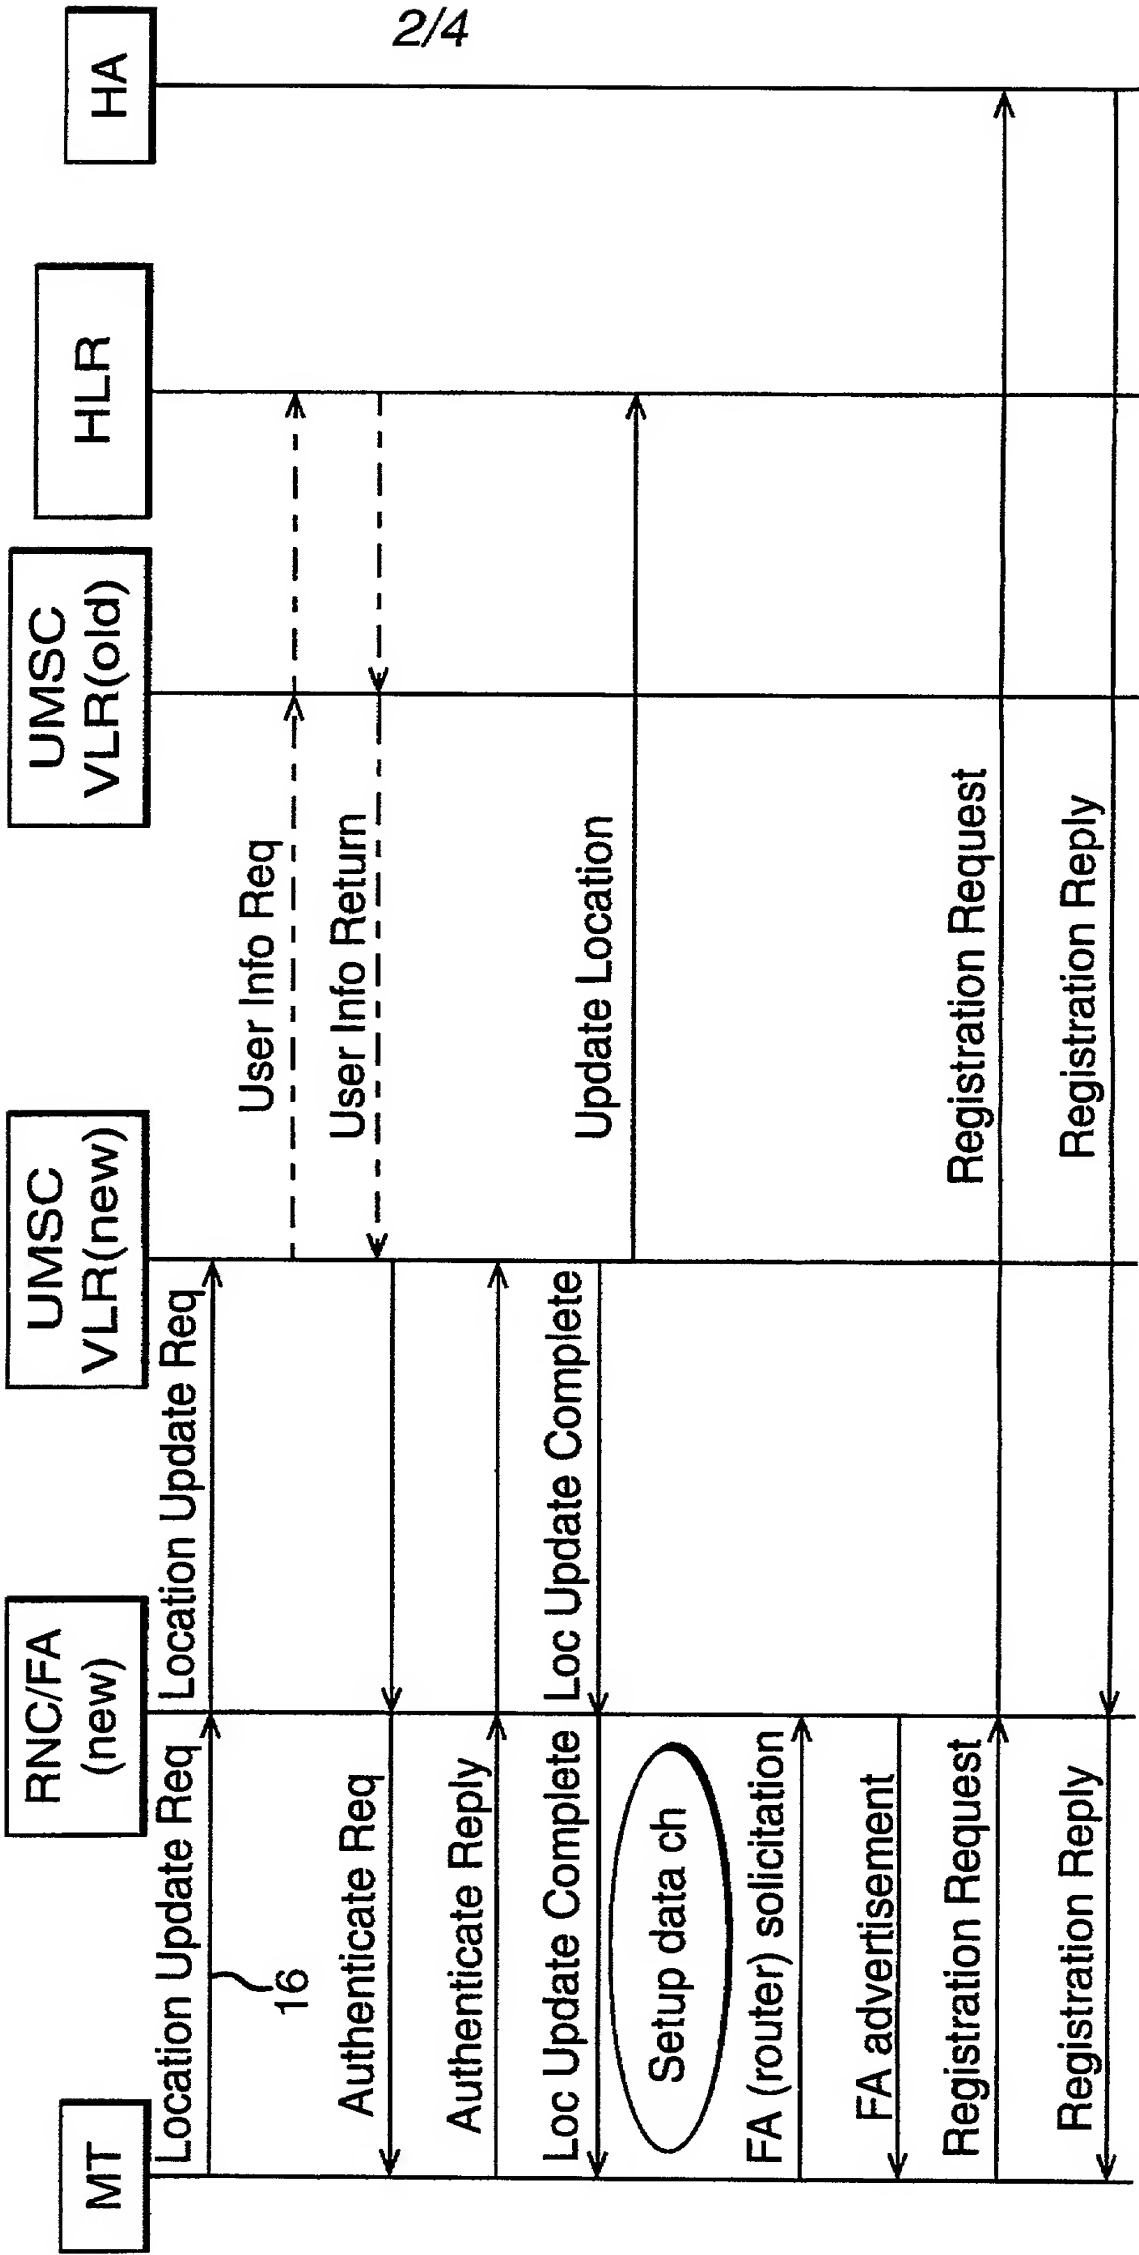 2/4
MT
RNC/FA
(new)
UMSC
VLR(new)
UMSC
VLR(old)
HLR
HA
Location Update Req
Location Update Req
16
User Info Req
User Info Return
Authenticate Req
Authenticate Reply
Loc Update Complete
Loc Update Complete
Update Location
Setup data ch
FA (router) solicitation
FA advertisement
Registration Request
Registration Request
Registration Reply
Registration Reply